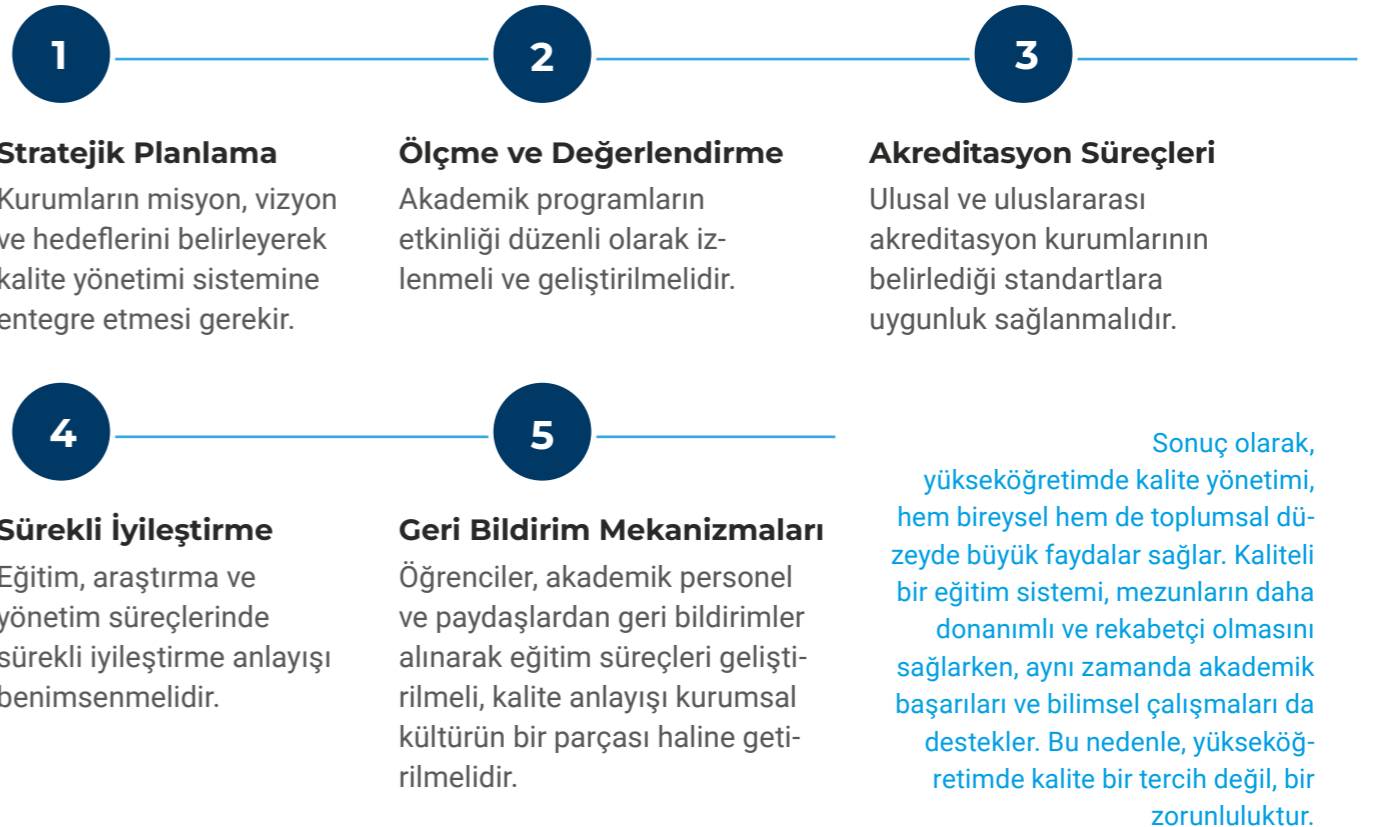 1
2
3
Stratejik Planlama
Kurumların misyon, vizyon
ve hedeflerini belirleyerek
kalite yönetimi sistemine
entegre etmesi gerekir.
Ölçme ve Değerlendirme
Akademik programların
etkinliği düzenli olarak iz-
lenmeli ve geliştirilmelidir.
Akreditasyon Süreçleri
Ulusal ve uluslararası
akreditasyon kurumlarının
belirlediği standartlara
uygunluk sağlanmalıdır.
4
5
Sürekli İyileştirme
Eğitim, araştırma ve
yönetim süreçlerinde
sürekli iyileştirme anlayışı
benimsenmelidir.
Geri Bildirim Mekanizmaları
Öğrenciler, akademik personel
ve paydaşlardan geri bildirimler
alınarak eğitim süreçleri gelişti-
rilmeli, kalite anlayışı kurumsal
kültürün bir parçası haline geti-
rilmelidir.
Sonuç olarak,
yükseköğretimde kalite yönetimi,
hem bireysel hem de toplumsal dü-
zeyde büyük faydalar sağlar. Kaliteli
bir eğitim sistemi, mezunların daha
donanımlı ve rekabetçi olmasını
sağlarken, aynı zamanda akademik
başarıları ve bilimsel çalışmaları da
destekler. Bu nedenle, yükseköğ-
retimde kalite bir tercih değil, bir
zorunluluktur.